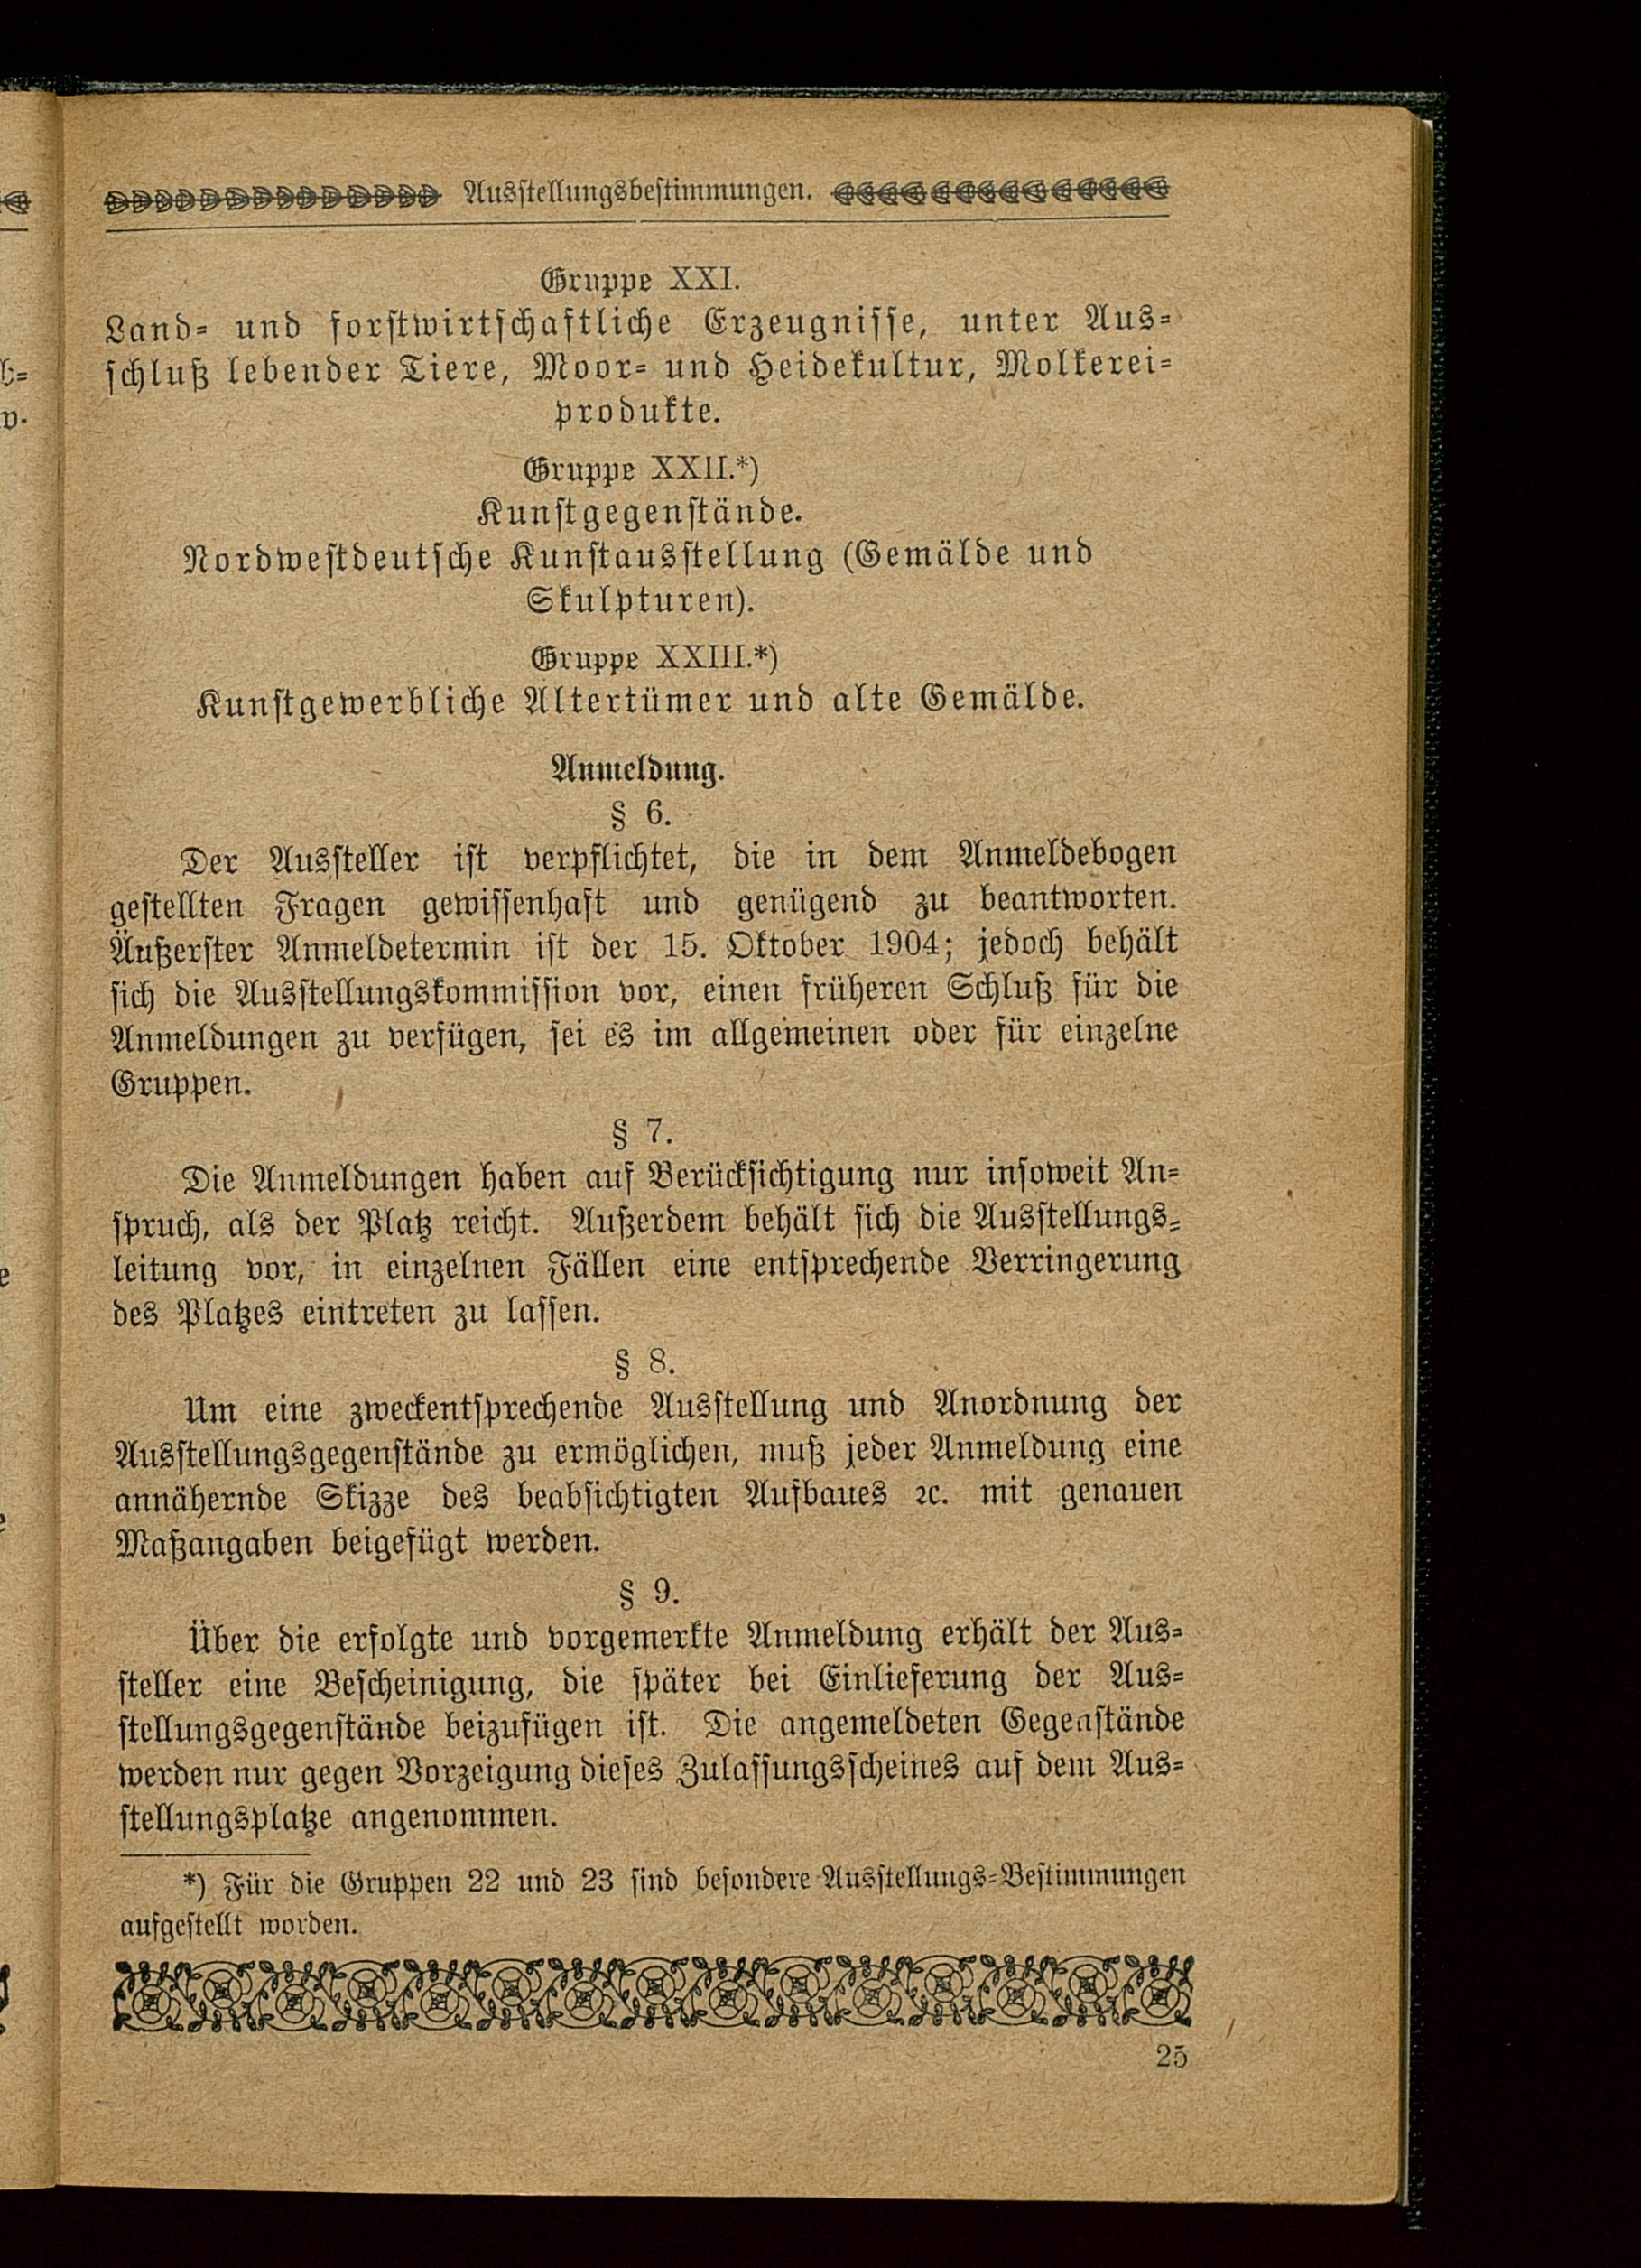 Ausstellungsbestimmungen.
Gruppe XXI.
Land- und forstwirtschaftliche Erzeugnisse, unter Aus-
schluß lebender Tiere, Moor- und Heidekultur, Molkerei-
produkte.
Gruppe XXII.*)
Kunstgegenstände.
Nordwestdeutsche Kunstausstellung (Gemälde und
Skulpturen).
Gruppe XXIII.*)
Kunstgewerbliche Altertümer und alte Gemälde.
Anmeldung.
§ 6.
Der Aussteller ist verpflichtet, die in dem Anmeldebogen
gestellten Fragen gewissenhaft und genügend zu beantworten.
Äußerster Anmeldetermin ist der 15. Oktober 1904; jedoch behält
sich die Ausstellungskommission vor, einen früheren Schluß für die
Anmeldungen zu verfügen, sei es im allgemeinen oder für einzelne
Gruppen.
§ 7.
Die Anmeldungen haben auf Berücksichtigung nur insoweit An-
spruch, als der Platz reicht. Außerdem behält sich die Ausstellungs-
leitung vor, in einzelnen Fällen eine entsprechende Verringerung
des Platzes eintreten zu lassen.
§ 8.
Um eine zweckentsprechende Ausstellung und Anordnung der
Ausstellungsgegenstände zu ermöglichen, muß jeder Anmeldung eine
annähernde Skizze des beabsichtigten Aufbaues ꝛc. mit genauen
Maßangaben beigefügt werden.
§ 9.
Über die erfolgte und vorgemerkte Anmeldung erhält der Aus-
steller eine Bescheinigung, die später bei Einlieferung der Aus-
stellungsgegenstände beizufügen ist. Die angemeldeten Gegenstände
werden nur gegen Vorzeigung dieses Zulassungsscheines auf dem Aus-
stellungsplatze angenommen.
*) Für die Gruppen 22 und 23 sind besondere Ausstellungs-Bestimmungen
aufgestellt worden.
25